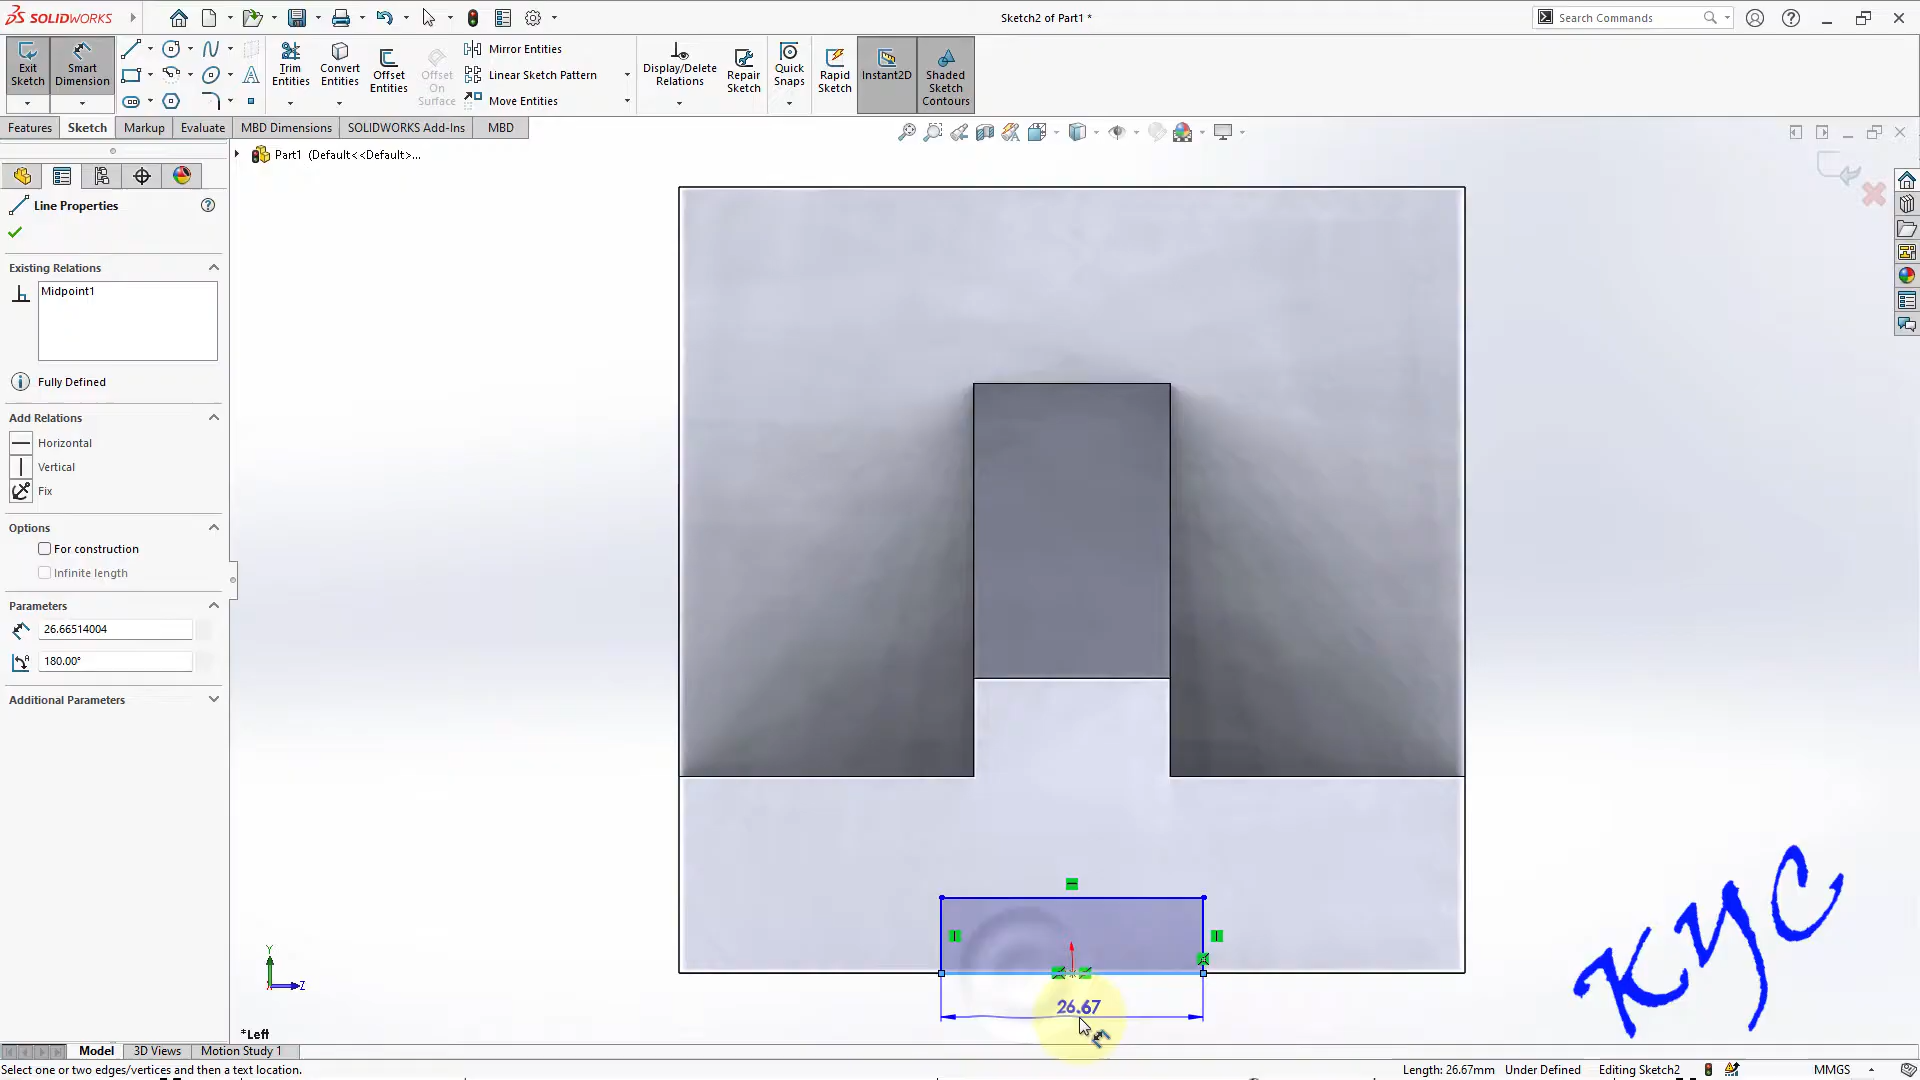 SOLIDWORKS
Sketch2 of Part1 *
Search Commands
Exit Sketch
Smart Dimension
Trim Entities
Convert Entities
Offset Entities
Offset On Surface
Mirror Entities
Linear Sketch Pattern
Move Entities
Display/Delete Relations
Repair Sketch
Quick Snaps
Rapid Sketch
Instant2D
Shaded Sketch Contours
Features
Sketch
Markup
Evaluate
MBD Dimensions
SOLIDWORKS Add-Ins
MBD
Part1 (Default<<Default>...
Line Properties
Existing Relations
Midpoint1
Fully Defined
Add Relations
Horizontal
Vertical
Fix
Options
For construction
Infinite length
Parameters
26.66514004
180.00°
Additional Parameters
26.67
Y
Z
*Left
KYC
Model
3D Views
Motion Study 1
Select one or two edges/vertices and then a text location.
Length: 26.67mm
Under Defined
Editing Sketch2
MMGS